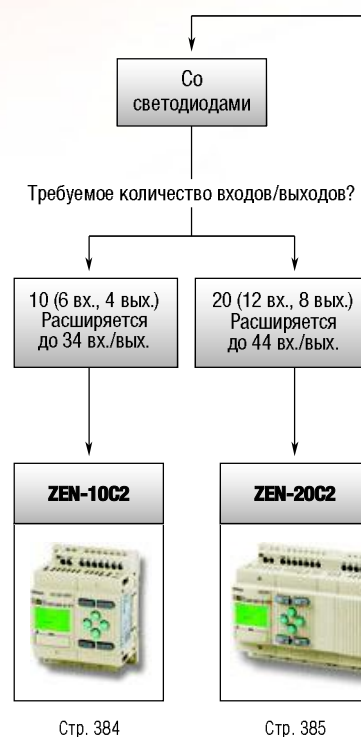 Со
светодиодами
Требуемое количество входов/выходов?
10 (6 вх., 4 вых.)
Расширяется
до 34 вх./вых.
20 (12 вх., 8 вых.)
Расширяется
до 44 вх./вых.
ZEN-10C2
ZEN-20C2
Стр. 384
Стр. 385